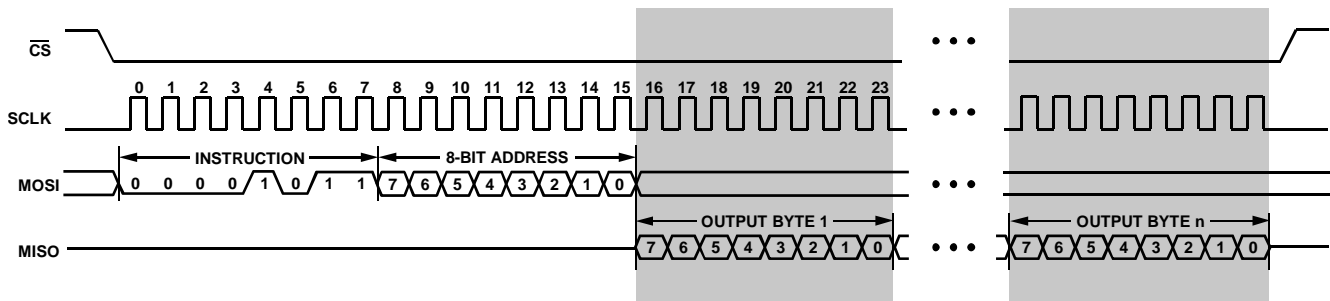 CS
0 1 2 3 4 5 6 7 8 9 10 11 12 13 14 15 16 17 18 19 20 21 22 23
SCLK
INSTRUCTION 8-BIT ADDRESS
MOSI 0 0 0 0 1 0 1 1 7 6 5 4 3 2 1 0
OUTPUT BYTE 1 OUTPUT BYTE n
MISO 7 6 5 4 3 2 1 0 7 6 5 4 3 2 1 0